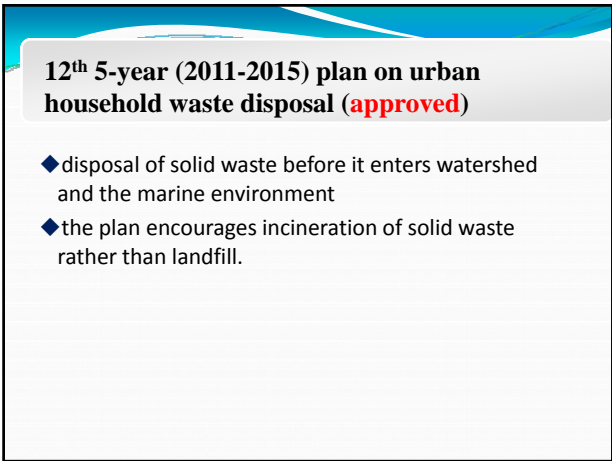 12th 5-year (2011-2015) plan on urban
household waste disposal (approved)
◆disposal of solid waste before it enters watershed
and the marine environment
◆the plan encourages incineration of solid waste
rather than landfill.